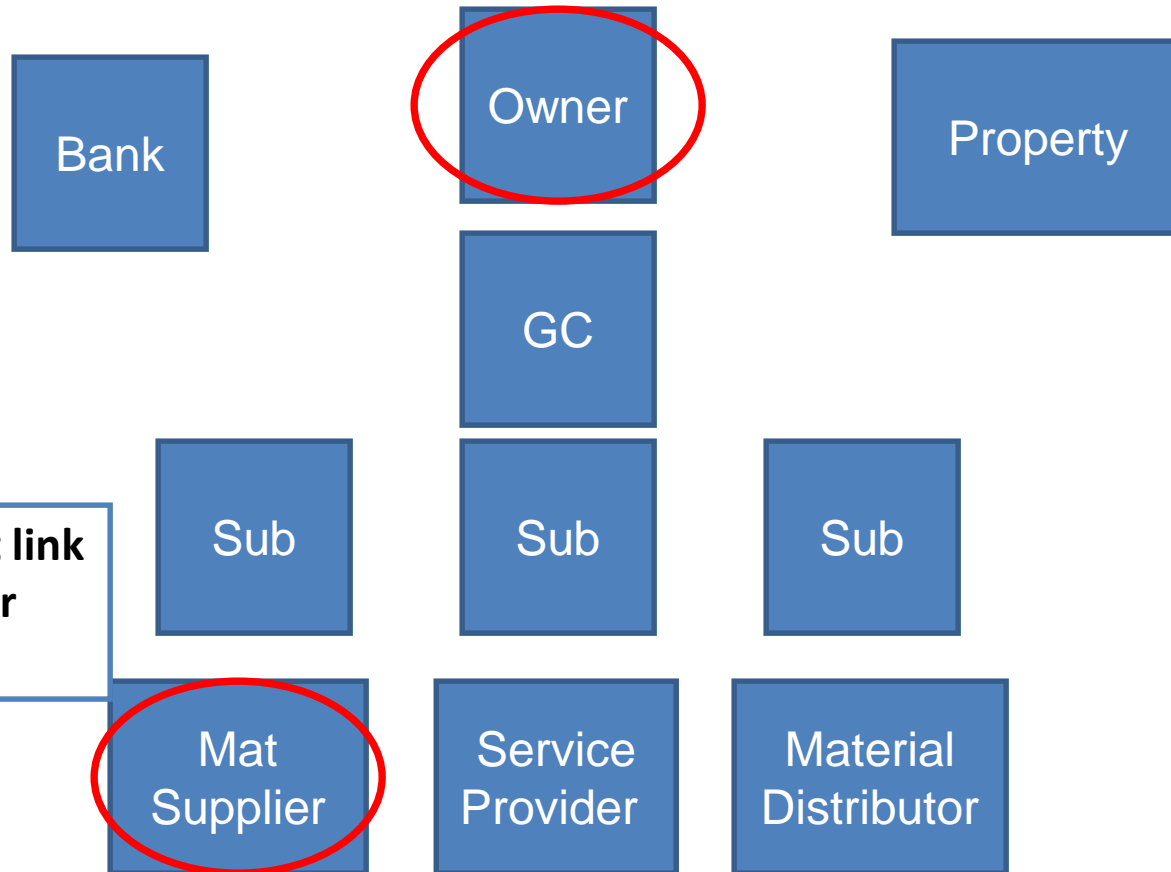 Owner
Bank
Property
GC
Sub
Sub
Sub
link
Mat
Supplier
Service
Provider
Material
Distributor